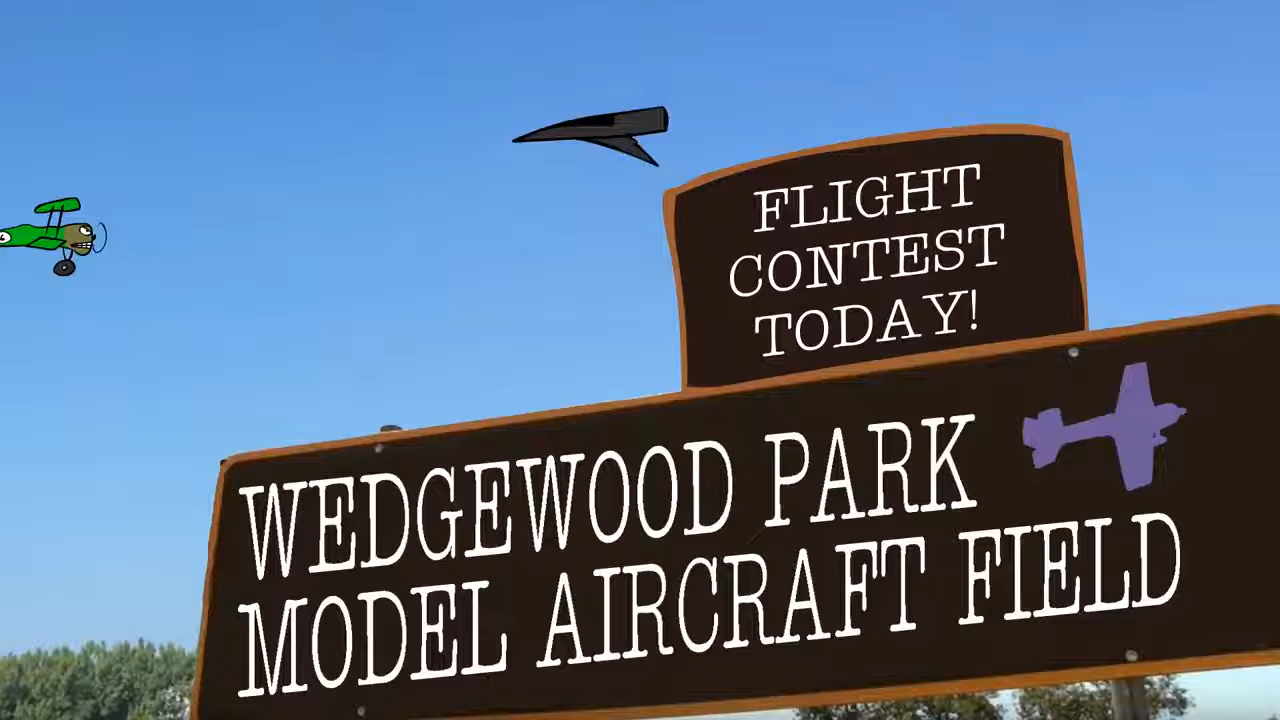 FLIGHT
CONTEST
TODAY!
WEDGEWOOD PARK
MODEL AIRCRAFT FIELD